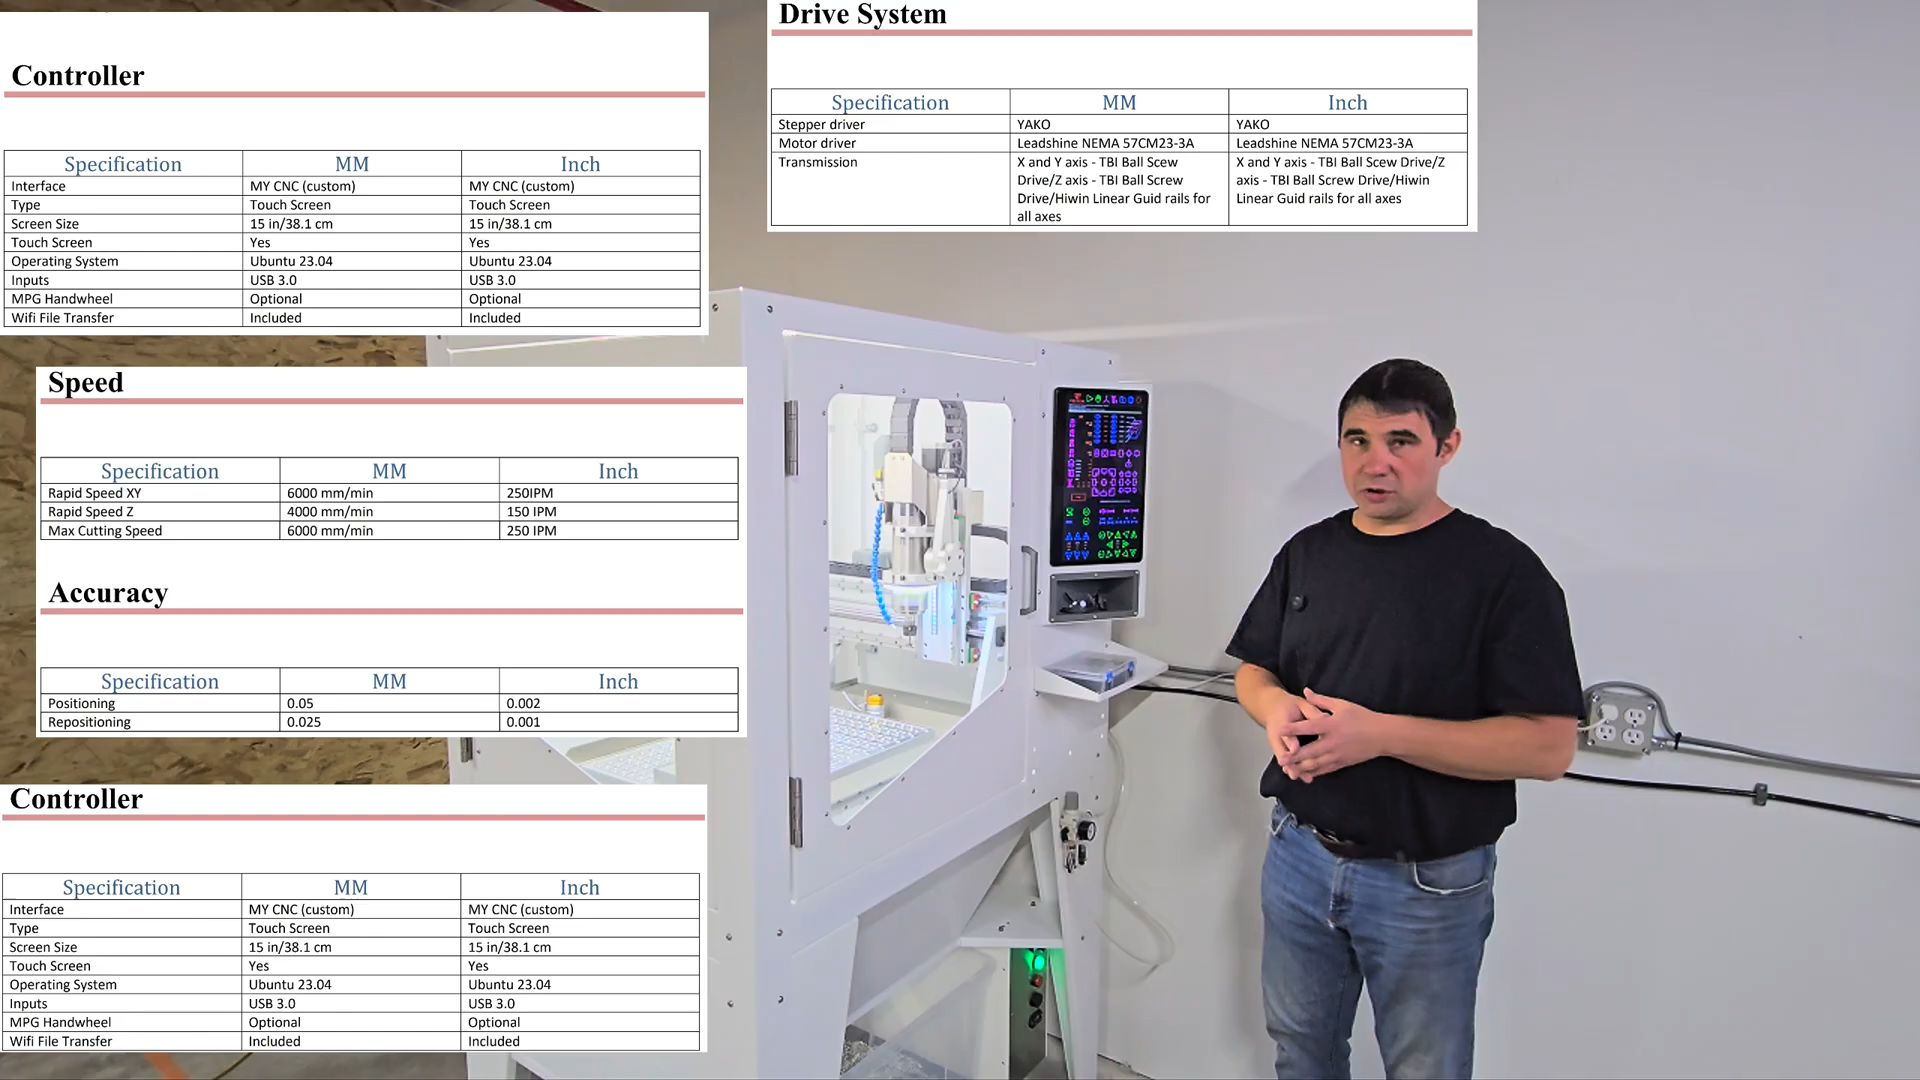 Controller
Specification MM Inch
Interface MY CNC (custom) MY CNC (custom)
Type Touch Screen Touch Screen
Screen Size 15 in/38.1 cm 15 in/38.1 cm
Touch Screen Yes Yes
Operating System Ubuntu 23.04 Ubuntu 23.04
Inputs USB 3.0 USB 3.0
MPG Handwheel Optional Optional
Wifi File Transfer Included Included
Drive System
Specification MM Inch
Stepper driver YAKO YAKO
Motor driver Leadshine NEMA 57CM23-3A Leadshine NEMA 57CM23-3A
Transmission X and Y axis - TBI Ball Scew X and Y axis - TBI Ball Scew Drive/Z
Drive/Z axis - TBI Ball Screw axis - TBI Ball Screw Drive/Hiwin
Drive/Hiwin Linear Guid rails for Linear Guid rails for all axes
all axes
Speed
Specification MM Inch
Rapid Speed XY 6000 mm/min 250IPM
Rapid Speed Z 4000 mm/min 150 IPM
Max Cutting Speed 6000 mm/min 250 IPM
Accuracy
Specification MM Inch
Positioning 0.05 0.002
Repositioning 0.025 0.001
Controller
Specification MM Inch
Interface MY CNC (custom) MY CNC (custom)
Type Touch Screen Touch Screen
Screen Size 15 in/38.1 cm 15 in/38.1 cm
Touch Screen Yes Yes
Operating System Ubuntu 23.04 Ubuntu 23.04
Inputs USB 3.0 USB 3.0
MPG Handwheel Optional Optional
Wifi File Transfer Included Included